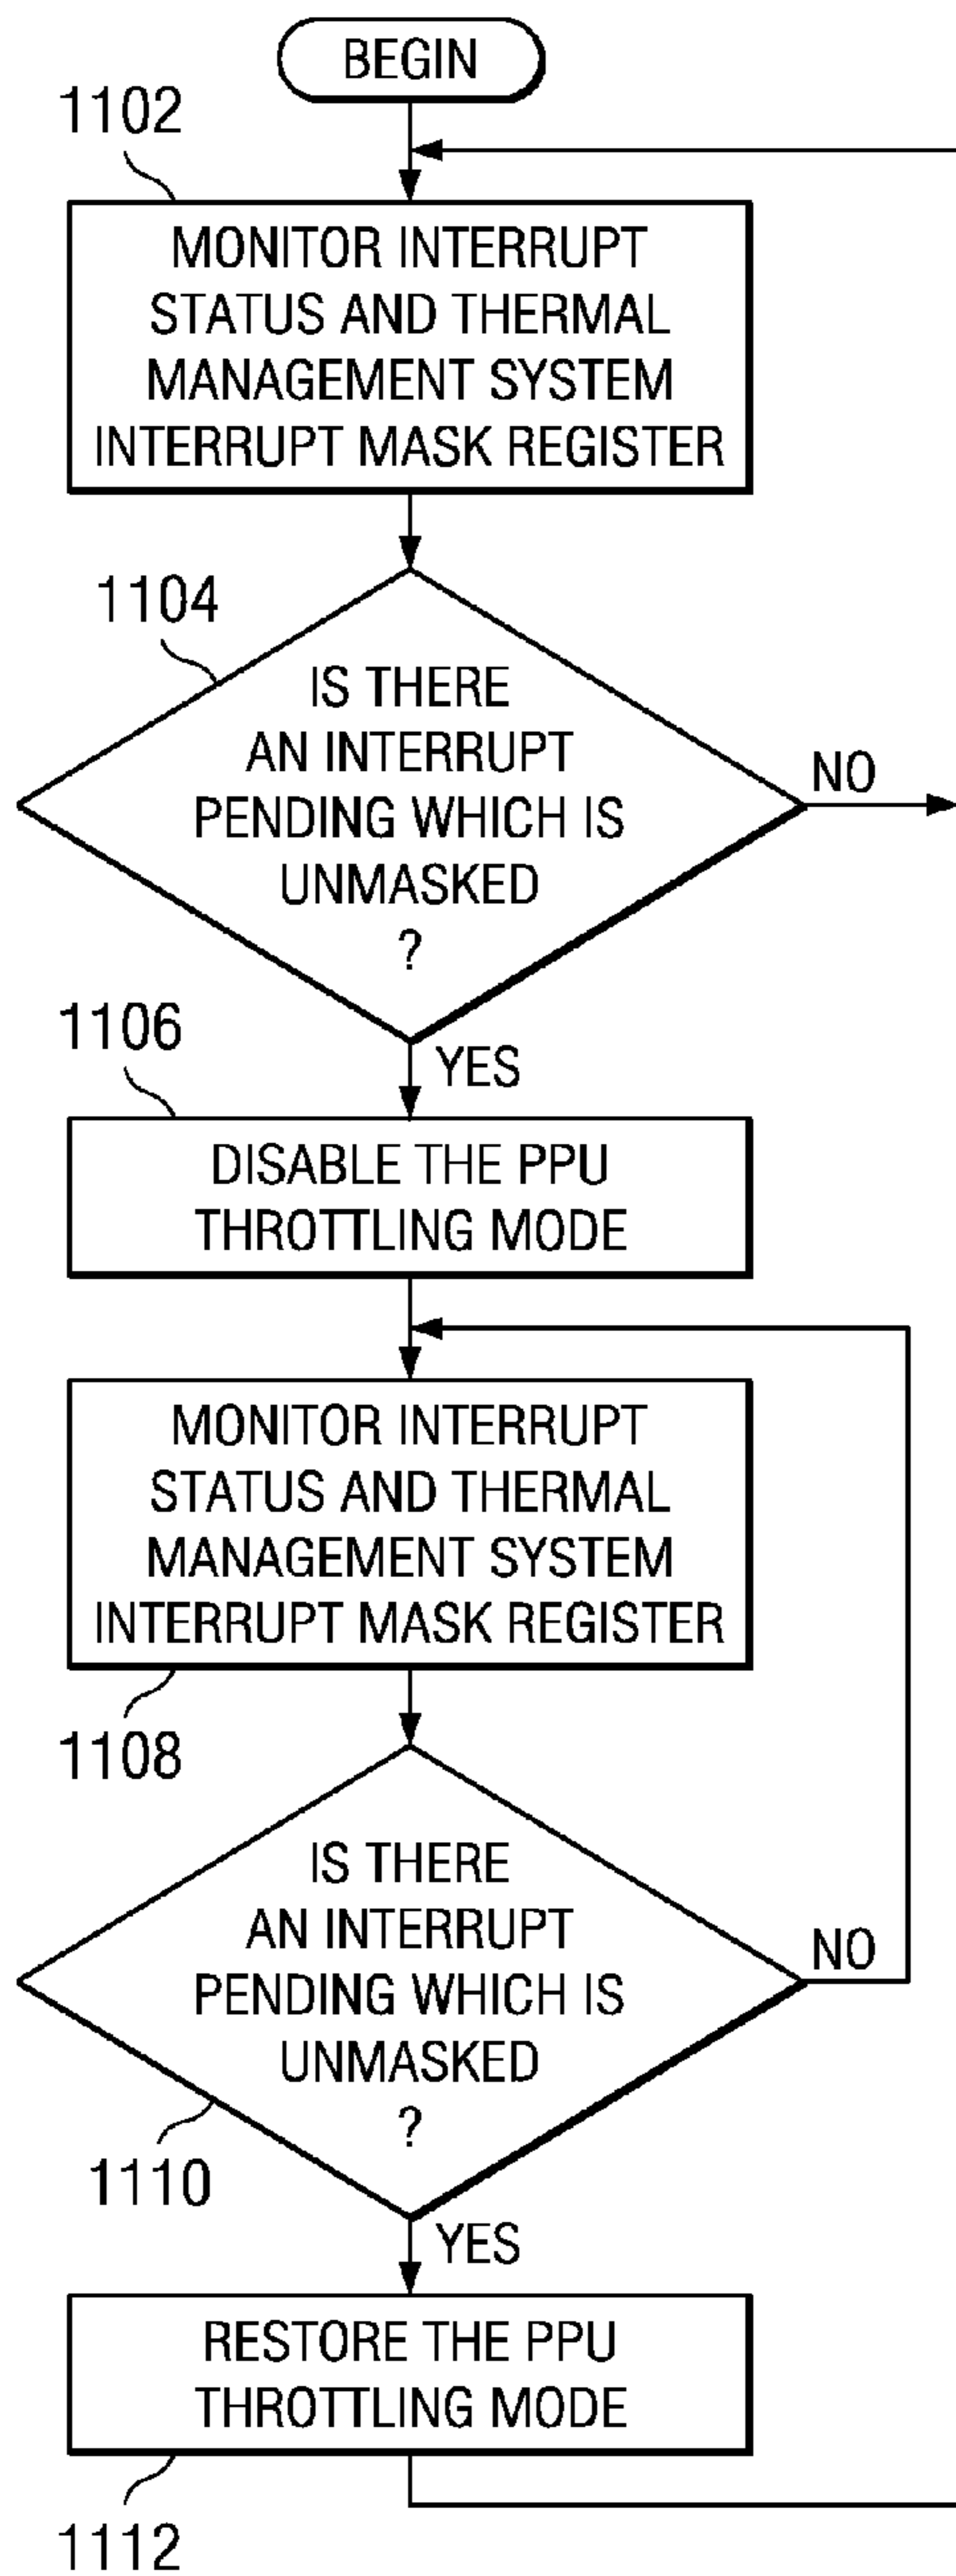 BEGIN
1102
MONITOR INTERRUPT
STATUS AND THERMAL
MANAGEMENT SYSTEM
INTERRUPT MASK REGISTER
1104
IS THERE
AN INTERRUPT
PENDING WHICH IS
UNMASKED
?
NO
YES
1106
DISABLE THE PPU
THROTTLING MODE
MONITOR INTERRUPT
STATUS AND THERMAL
MANAGEMENT SYSTEM
INTERRUPT MASK REGISTER
1108
IS THERE
AN INTERRUPT
PENDING WHICH IS
UNMASKED
?
NO
1110
YES
RESTORE THE PPU
THROTTLING MODE
1112